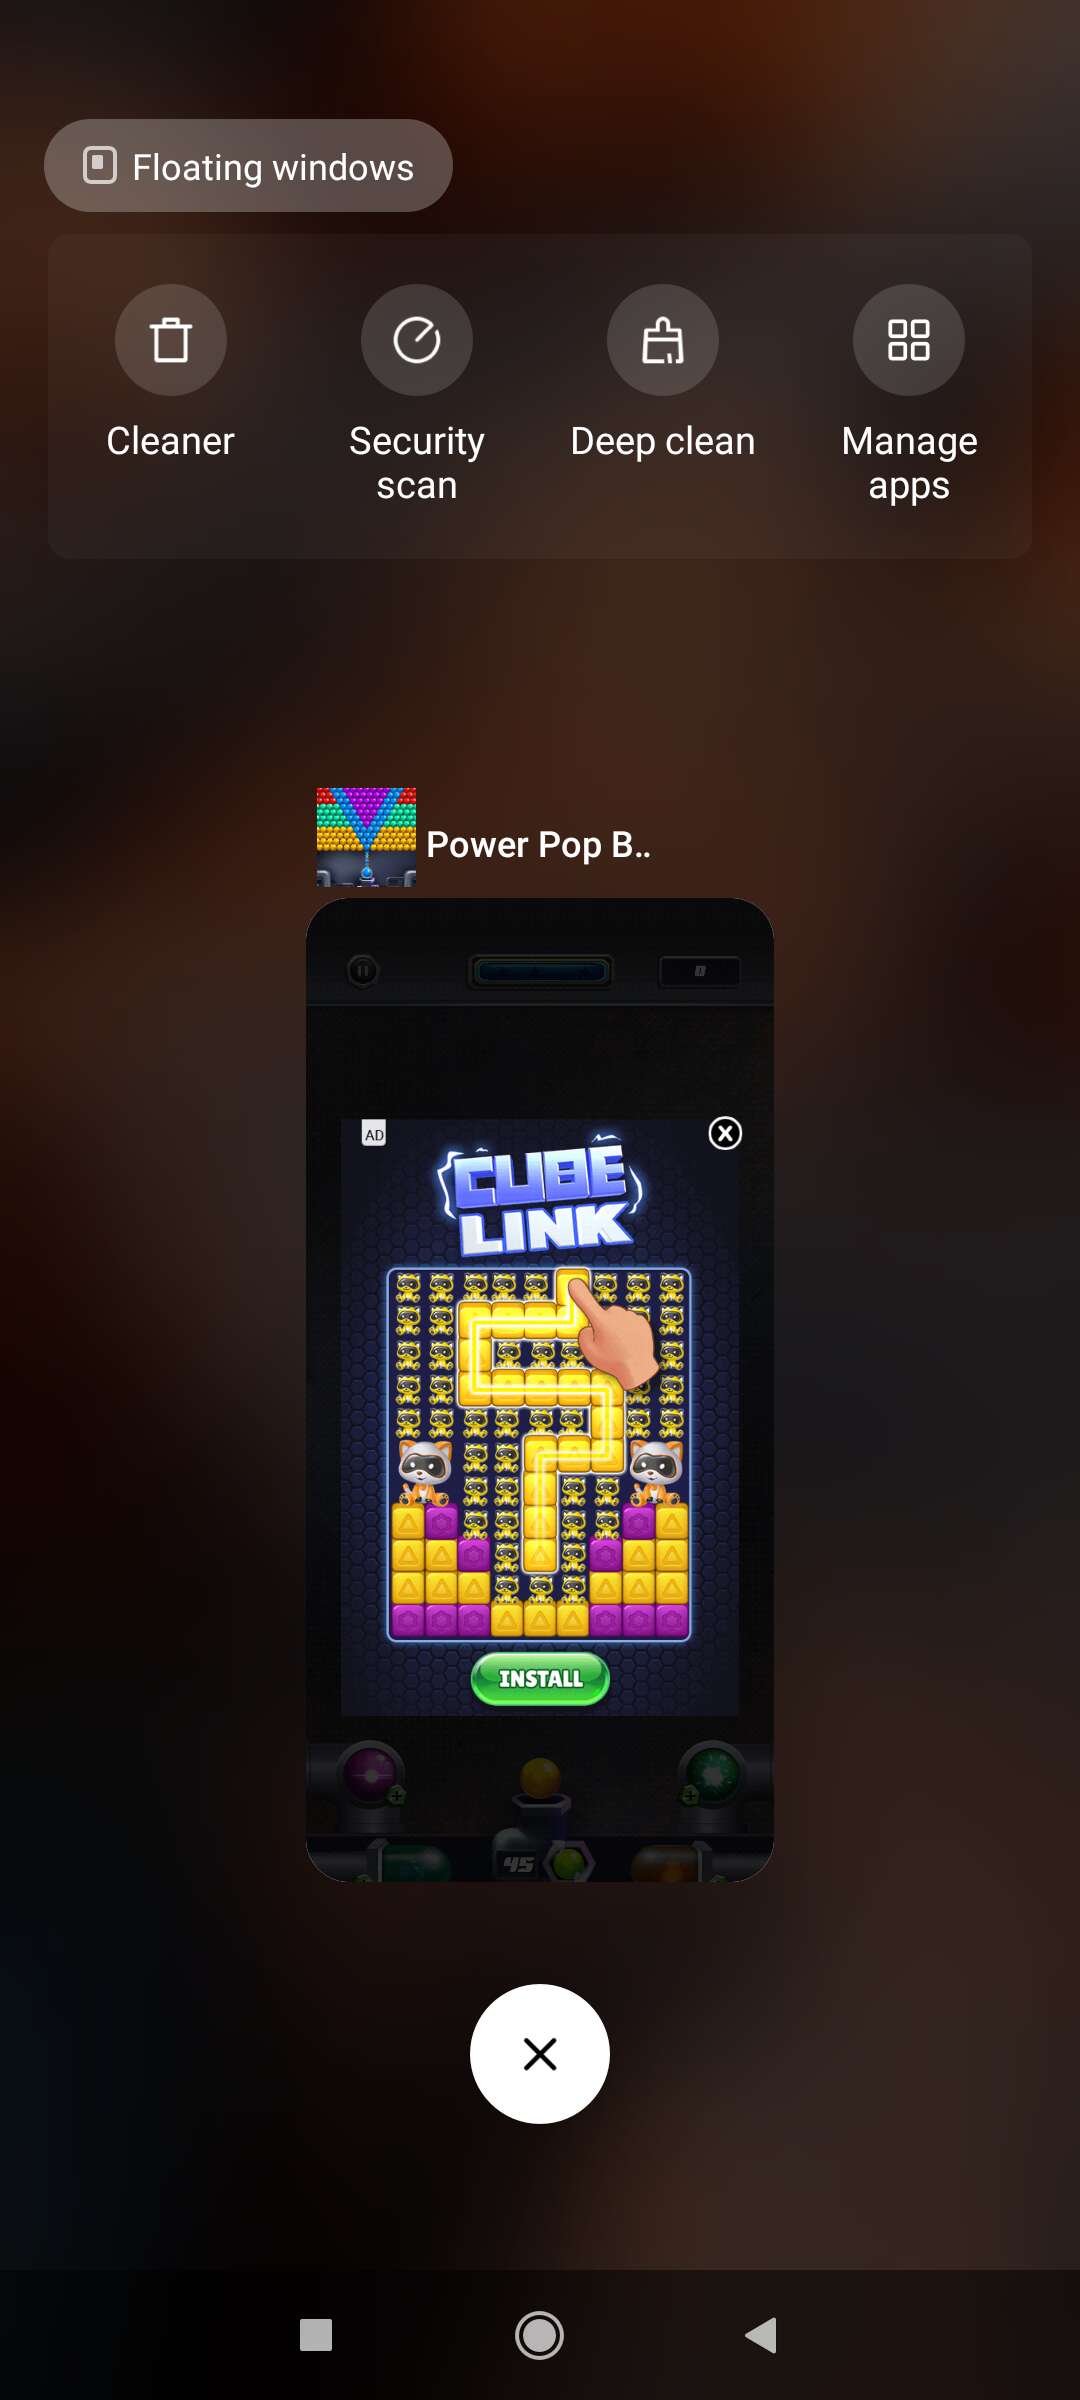 Floating windows
Cleaner
Security scan
Deep clean
Manage apps
Power Pop B..
AD
CUBE
LINK
INSTALL
45